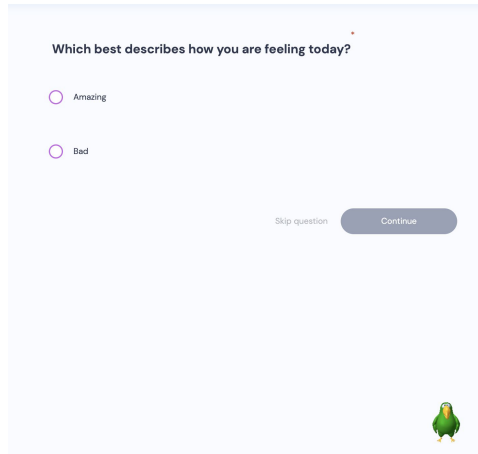 Which best describes how you are feeling today? *
Amazing
Bad
Skip question Continue